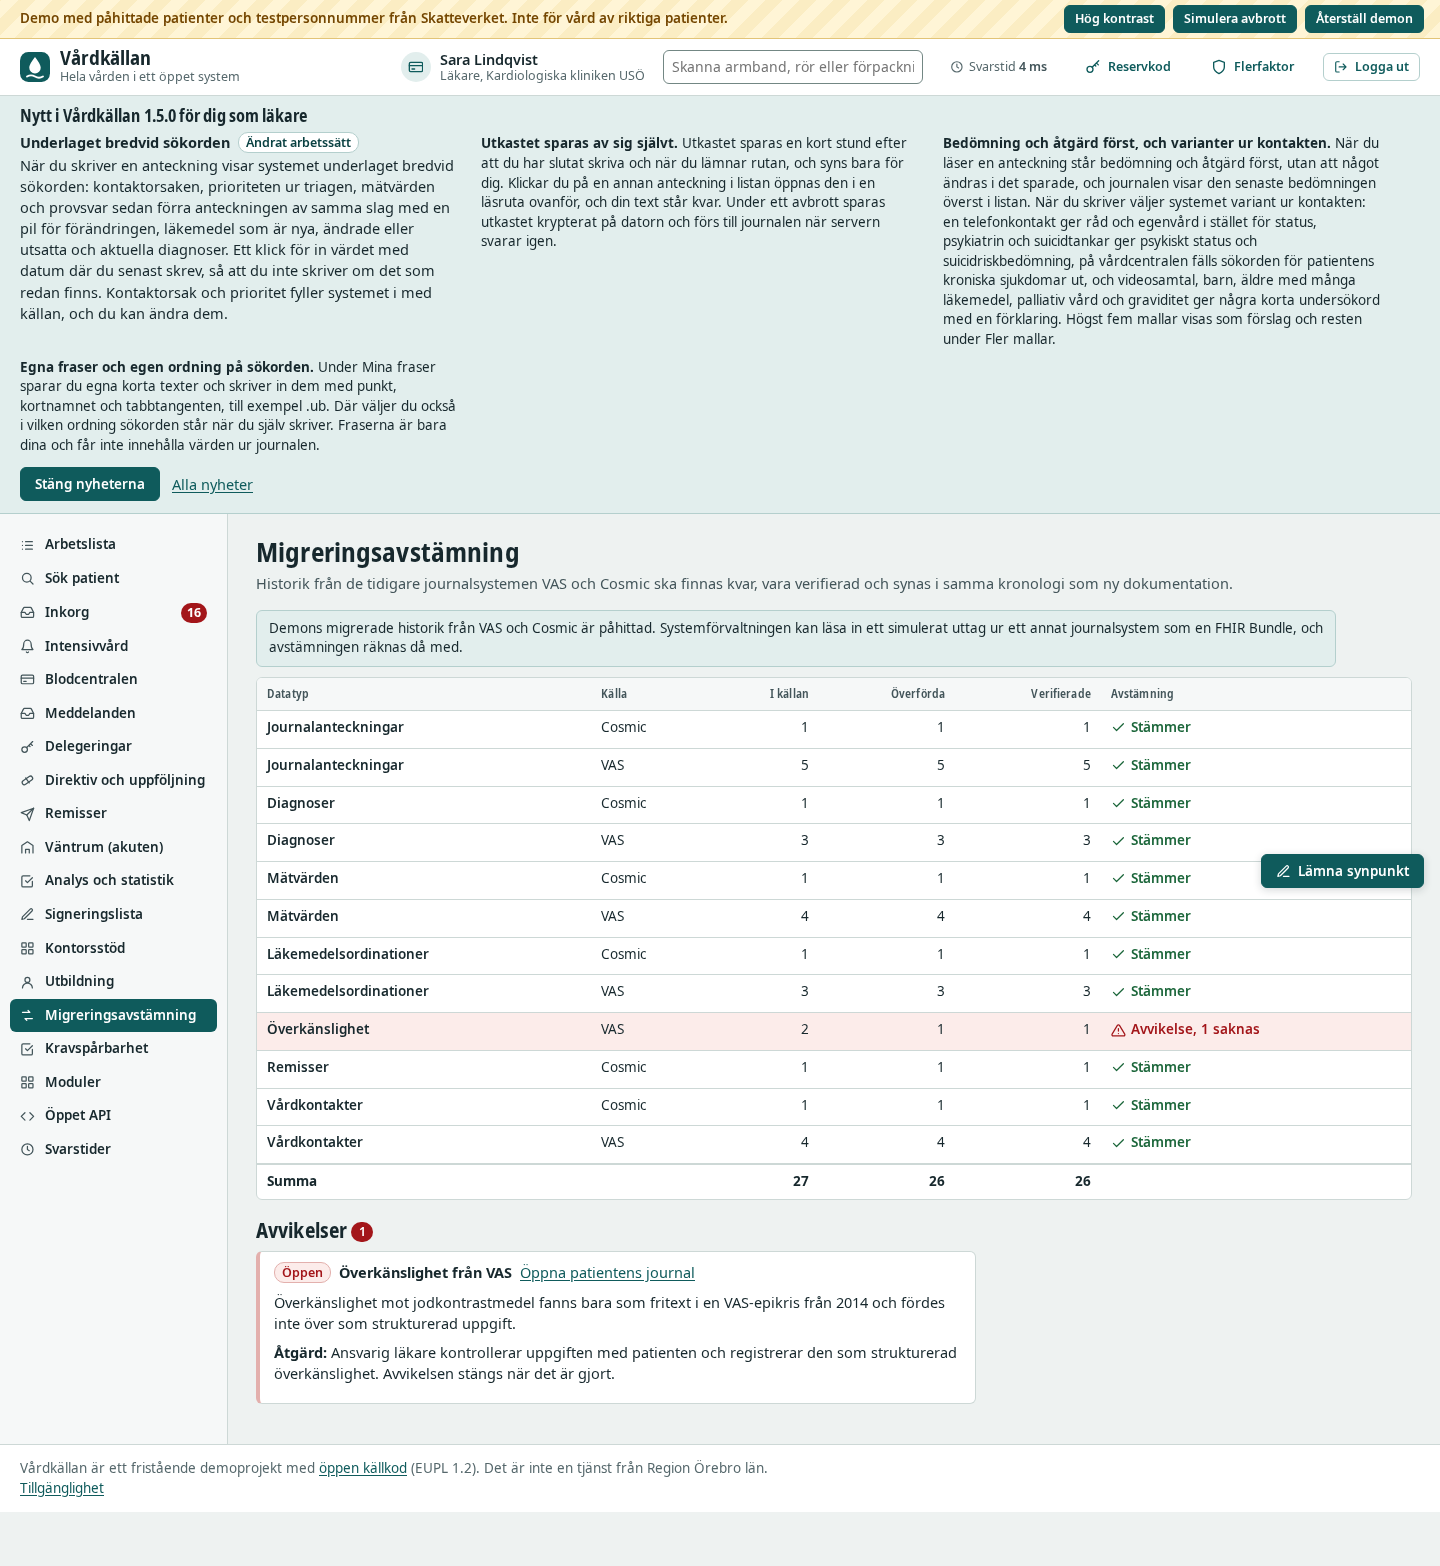 Demo med påhittade patienter och testpersonnummer från Skatteverket. Inte för vård av riktiga patienter.
Hög kontrast
Simulera avbrott
Återställ demon
Vårdkällan
Hela vården i ett öppet system
Sara Lindqvist
Läkare, Kardiologiska kliniken USÖ
Skanna armband, rör eller förpackni
Svarstid 4 ms
Reservkod
Flerfaktor
Logga ut
Nytt i Vårdkällan 1.5.0 för dig som läkare
Underlaget bredvid sökorden Ändrat arbetssätt
När du skriver en anteckning visar systemet underlaget bredvid
sökorden: kontaktorsaken, prioriteten ur triagen, mätvärden
och provsvar sedan förra anteckningen av samma slag med en
pil för förändringen, läkemedel som är nya, ändrade eller
utsatta och aktuella diagnoser. Ett klick för in värdet med
datum där du senast skrev, så att du inte skriver om det som
redan finns. Kontaktorsak och prioritet fyller systemet i med
källan, och du kan ändra dem.
Utkastet sparas av sig självt. Utkastet sparas en kort stund efter
att du har slutat skriva och när du lämnar rutan, och syns bara för
dig. Klickar du på en annan anteckning i listan öppnas den i en
läsruta ovanför, och din text står kvar. Under ett avbrott sparas
utkastet krypterat på datorn och förs till journalen när servern
svarar igen.
Bedömning och åtgärd först, och varianter ur kontakten. När du
läser en anteckning står bedömning och åtgärd först, utan att något
ändras i det sparade, och journalen visar den senaste bedömningen
överst i listan. När du skriver väljer systemet variant ur kontakten:
en telefonkontakt ger råd och egenvård i stället för status,
psykiatrin och suicidtankar ger psykiskt status och
suicidriskbedömning, på vårdcentralen fälls sökorden för patientens
kroniska sjukdomar ut, och videosamtal, barn, äldre med många
läkemedel, palliativ vård och graviditet ger några korta undersökord
med en förklaring. Högst fem mallar visas som förslag och resten
under Fler mallar.
Egna fraser och egen ordning på sökorden. Under Mina fraser
sparar du egna korta texter och skriver in dem med punkt,
kortnamnet och tabbtangenten, till exempel .ub. Där väljer du också
i vilken ordning sökorden står när du själv skriver. Fraserna är bara
dina och får inte innehålla värden ur journalen.
Stäng nyheterna
Alla nyheter
Arbetslista
Sök patient
Inkorg 16
Intensivvård
Blodcentralen
Meddelanden
Delegeringar
Direktiv och uppföljning
Remisser
Väntrum (akuten)
Analys och statistik
Signeringslista
Kontorsstöd
Utbildning
Migreringsavstämning
Kravspårbarhet
Moduler
Öppet API
Svarstider
Migreringsavstämning
Historik från de tidigare journalsystemen VAS och Cosmic ska finnas kvar, vara verifierad och synas i samma kronologi som ny dokumentation.
Demons migrerade historik från VAS och Cosmic är påhittad. Systemförvaltningen kan läsa in ett simulerat uttag ur ett annat journalsystem som en FHIR Bundle, och
avstämningen räknas då med.
Datatyp Källa I källan Överförda Verifierade Avstämning
Journalanteckningar Cosmic 1 1 1 Stämmer
Journalanteckningar VAS 5 5 5 Stämmer
Diagnoser Cosmic 1 1 1 Stämmer
Diagnoser VAS 3 3 3 Stämmer
Mätvärden Cosmic 1 1 1 Stämmer
Lämna synpunkt
Mätvärden VAS 4 4 4 Stämmer
Läkemedelsordinationer Cosmic 1 1 1 Stämmer
Läkemedelsordinationer VAS 3 3 3 Stämmer
Överkänslighet VAS 2 1 1 Avvikelse, 1 saknas
Remisser Cosmic 1 1 1 Stämmer
Vårdkontakter Cosmic 1 1 1 Stämmer
Vårdkontakter VAS 4 4 4 Stämmer
Summa 27 26 26
Avvikelser 1
Öppen Överkänslighet från VAS Öppna patientens journal
Överkänslighet mot jodkontrastmedel fanns bara som fritext i en VAS-epikris från 2014 och fördes
inte över som strukturerad uppgift.
Åtgärd: Ansvarig läkare kontrollerar uppgiften med patienten och registrerar den som strukturerad
överkänslighet. Avvikelsen stängs när det är gjort.
Vårdkällan är ett fristående demoprojekt med öppen källkod (EUPL 1.2). Det är inte en tjänst från Region Örebro län.
Tillgänglighet